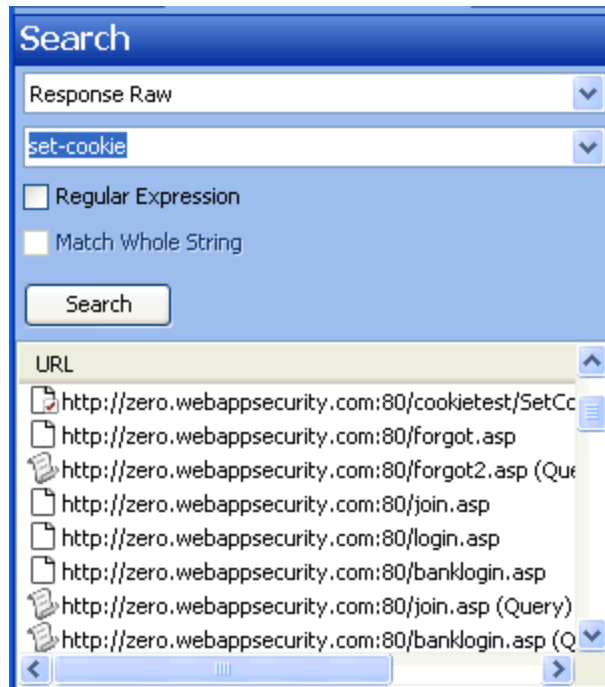 Search
Response Raw
set-cookie
Regular Expression
Match Whole String
Search
URL
http://zero.webappsecurity.com:80/cookietest/SetCo
http://zero.webappsecurity.com:80/forgot.asp
http://zero.webappsecurity.com:80/forgot2.asp (Que
http://zero.webappsecurity.com:80/join.asp
http://zero.webappsecurity.com:80/login.asp
http://zero.webappsecurity.com:80/banklogin.asp
http://zero.webappsecurity.com:80/join.asp (Query)
http://zero.webappsecurity.com:80/banklogin.asp (Q